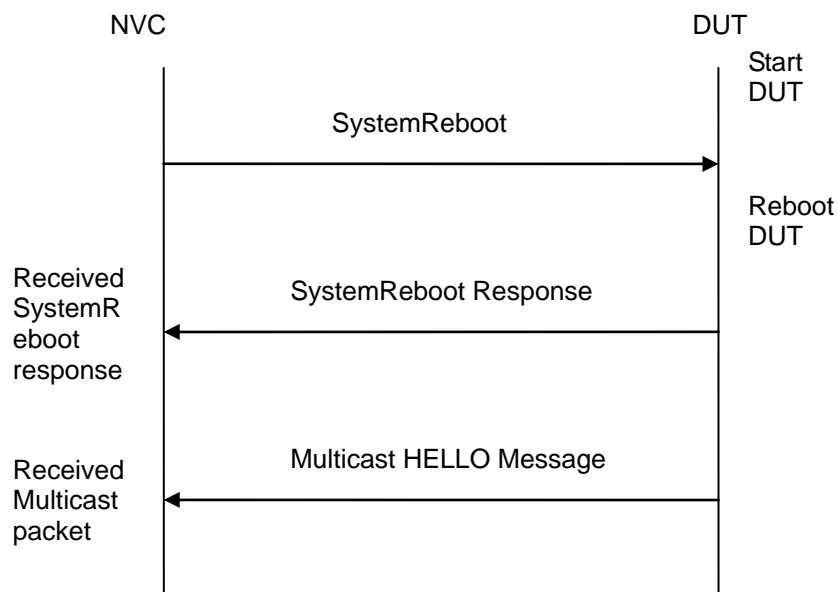 NVC
DUT
Start
DUT
SystemReboot
Reboot
DUT
Received
SystemR
eboot
response
SystemReboot Response
Multicast HELLO Message
Received
Multicast
packet